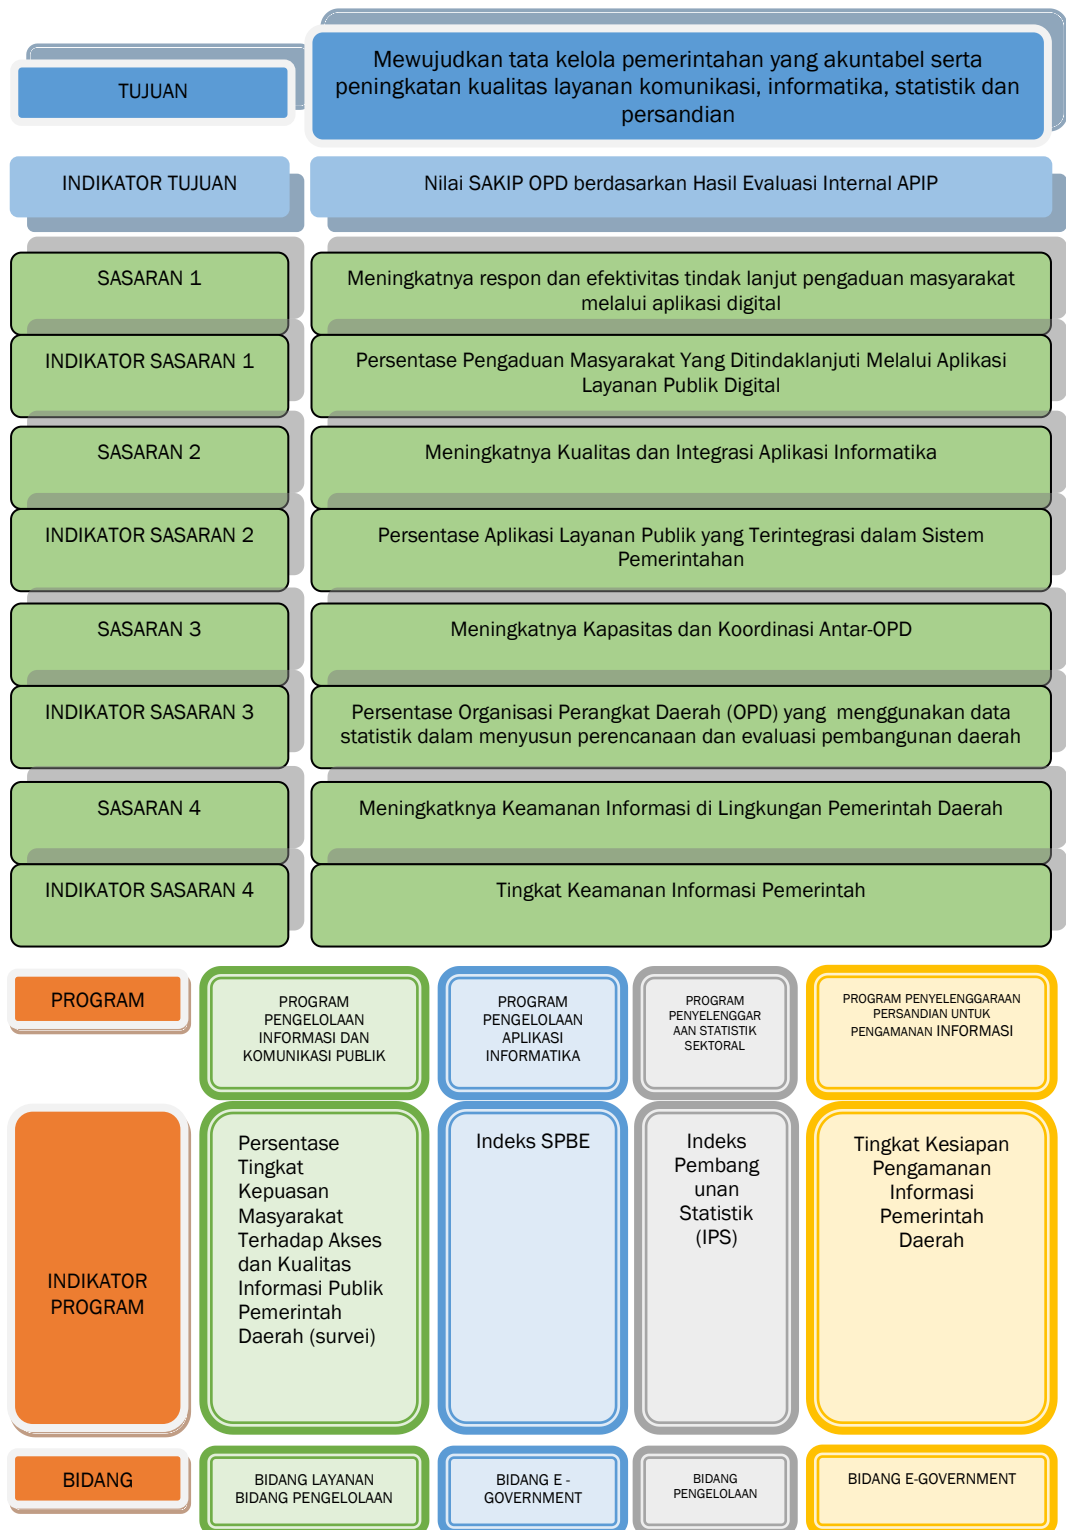 TUJUAN
Mewujudkan tata kelola pemerintahan yang akuntabel serta
peningkatan kualitas layanan komunikasi, informatika, statistik dan
persandian
INDIKATOR TUJUAN
Nilai SAKIP OPD berdasarkan Hasil Evaluasi Internal APIP
SASARAN 1
Meningkatnya respon dan efektivitas tindak lanjut pengaduan masyarakat
melalui aplikasi digital
INDIKATOR SASARAN 1
Persentase Pengaduan Masyarakat Yang Ditindaklanjuti Melalui Aplikasi
Layanan Publik Digital
SASARAN 2
Meningkatnya Kualitas dan Integrasi Aplikasi Informatika
INDIKATOR SASARAN 2
Persentase Aplikasi Layanan Publik yang Terintegrasi dalam Sistem
Pemerintahan
SASARAN 3
Meningkatnya Kapasitas dan Koordinasi Antar-OPD
INDIKATOR SASARAN 3
Persentase Organisasi Perangkat Daerah (OPD) yang menggunakan data
statistik dalam menyusun perencanaan dan evaluasi pembangunan daerah
SASARAN 4
Meningkatknya Keamanan Informasi di Lingkungan Pemerintah Daerah
INDIKATOR SASARAN 4
Tingkat Keamanan Informasi Pemerintah
PROGRAM
PROGRAM
PENGELOLAAN
INFORMASI DAN
KOMUNIKASI PUBLIK
PROGRAM
PENGELOLAAN
APLIKASI
INFORMATIKA
PROGRAM
PENYELENGGAR
AAN STATISTIK
SEKTORAL
PROGRAM PENYELENGGARAAN
PERSANDIAN UNTUK
PENGAMANAN INFORMASI
INDIKATOR
PROGRAM
Persentase
Tingkat
Kepuasan
Masyarakat
Terhadap Akses
dan Kualitas
Informasi Publik
Pemerintah
Daerah (survei)
Indeks SPBE
Indeks
Pembang
unan
Statistik
(IPS)
Tingkat Kesiapan
Pengamanan
Informasi
Pemerintah
Daerah
BIDANG
BIDANG LAYANAN
BIDANG PENGELOLAAN
BIDANG E -
GOVERNMENT
BIDANG
PENGELOLAAN
BIDANG E-GOVERNMENT